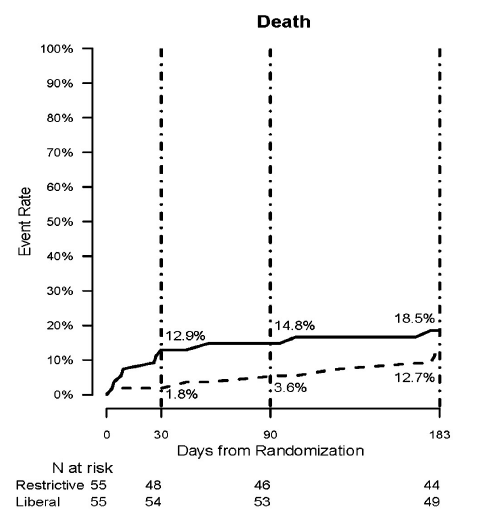 Death
100%
90%
80%
70%
60%
50%
40%
30%
20%
10%
0%
Event Rate
12.9%
14.8%
18.5%
1.8%
3.6%
12.7%
0 30 90 183
Days from Randomization
N at risk
Restrictive 55 48 46 44
Liberal 55 54 53 49